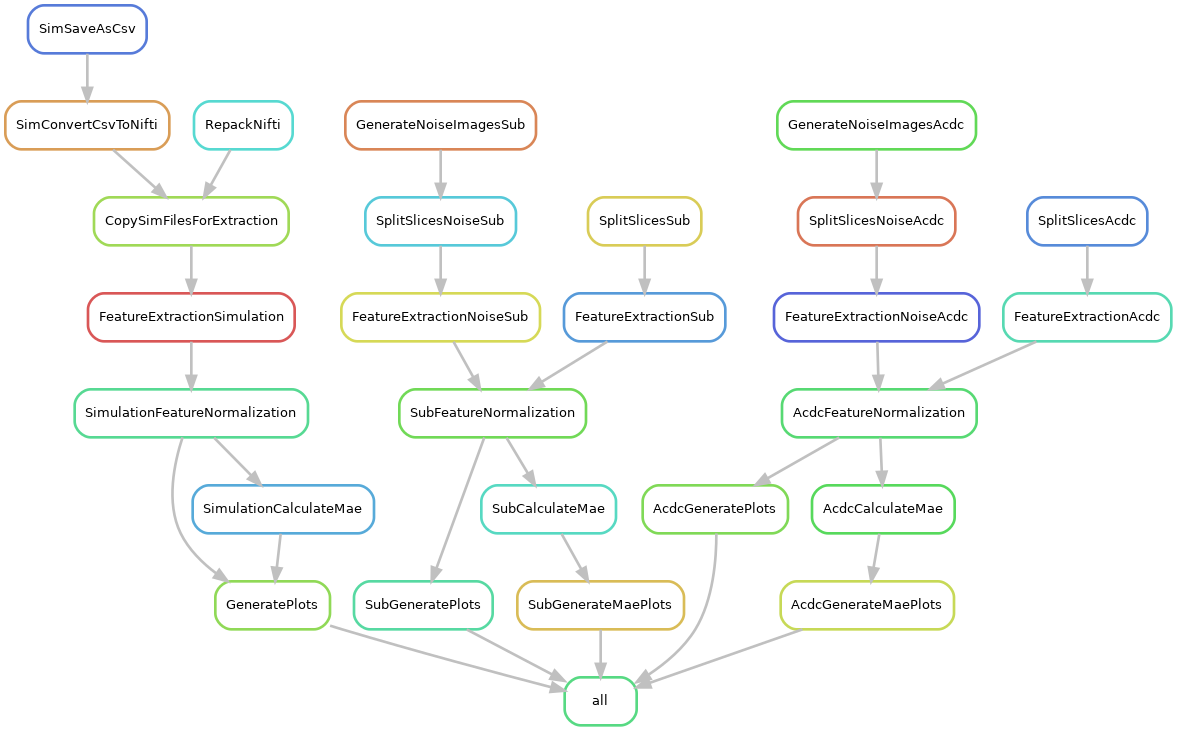 SimSaveAsCsv
SimConvertCsvToNifti
RepackNifti
GenerateNoiseImagesSub
GenerateNoiseImagesAcdc
CopySimFilesForExtraction
SplitSlicesNoiseSub
SplitSlicesSub
SplitSlicesNoiseAcdc
SplitSlicesAcdc
FeatureExtractionSimulation
FeatureExtractionNoiseSub
FeatureExtractionSub
FeatureExtractionNoiseAcdc
FeatureExtractionAcdc
SimulationFeatureNormalization
SubFeatureNormalization
AcdcFeatureNormalization
SimulationCalculateMae
SubCalculateMae
AcdcGeneratePlots
AcdcCalculateMae
GeneratePlots
SubGeneratePlots
SubGenerateMaePlots
AcdcGenerateMaePlots
all